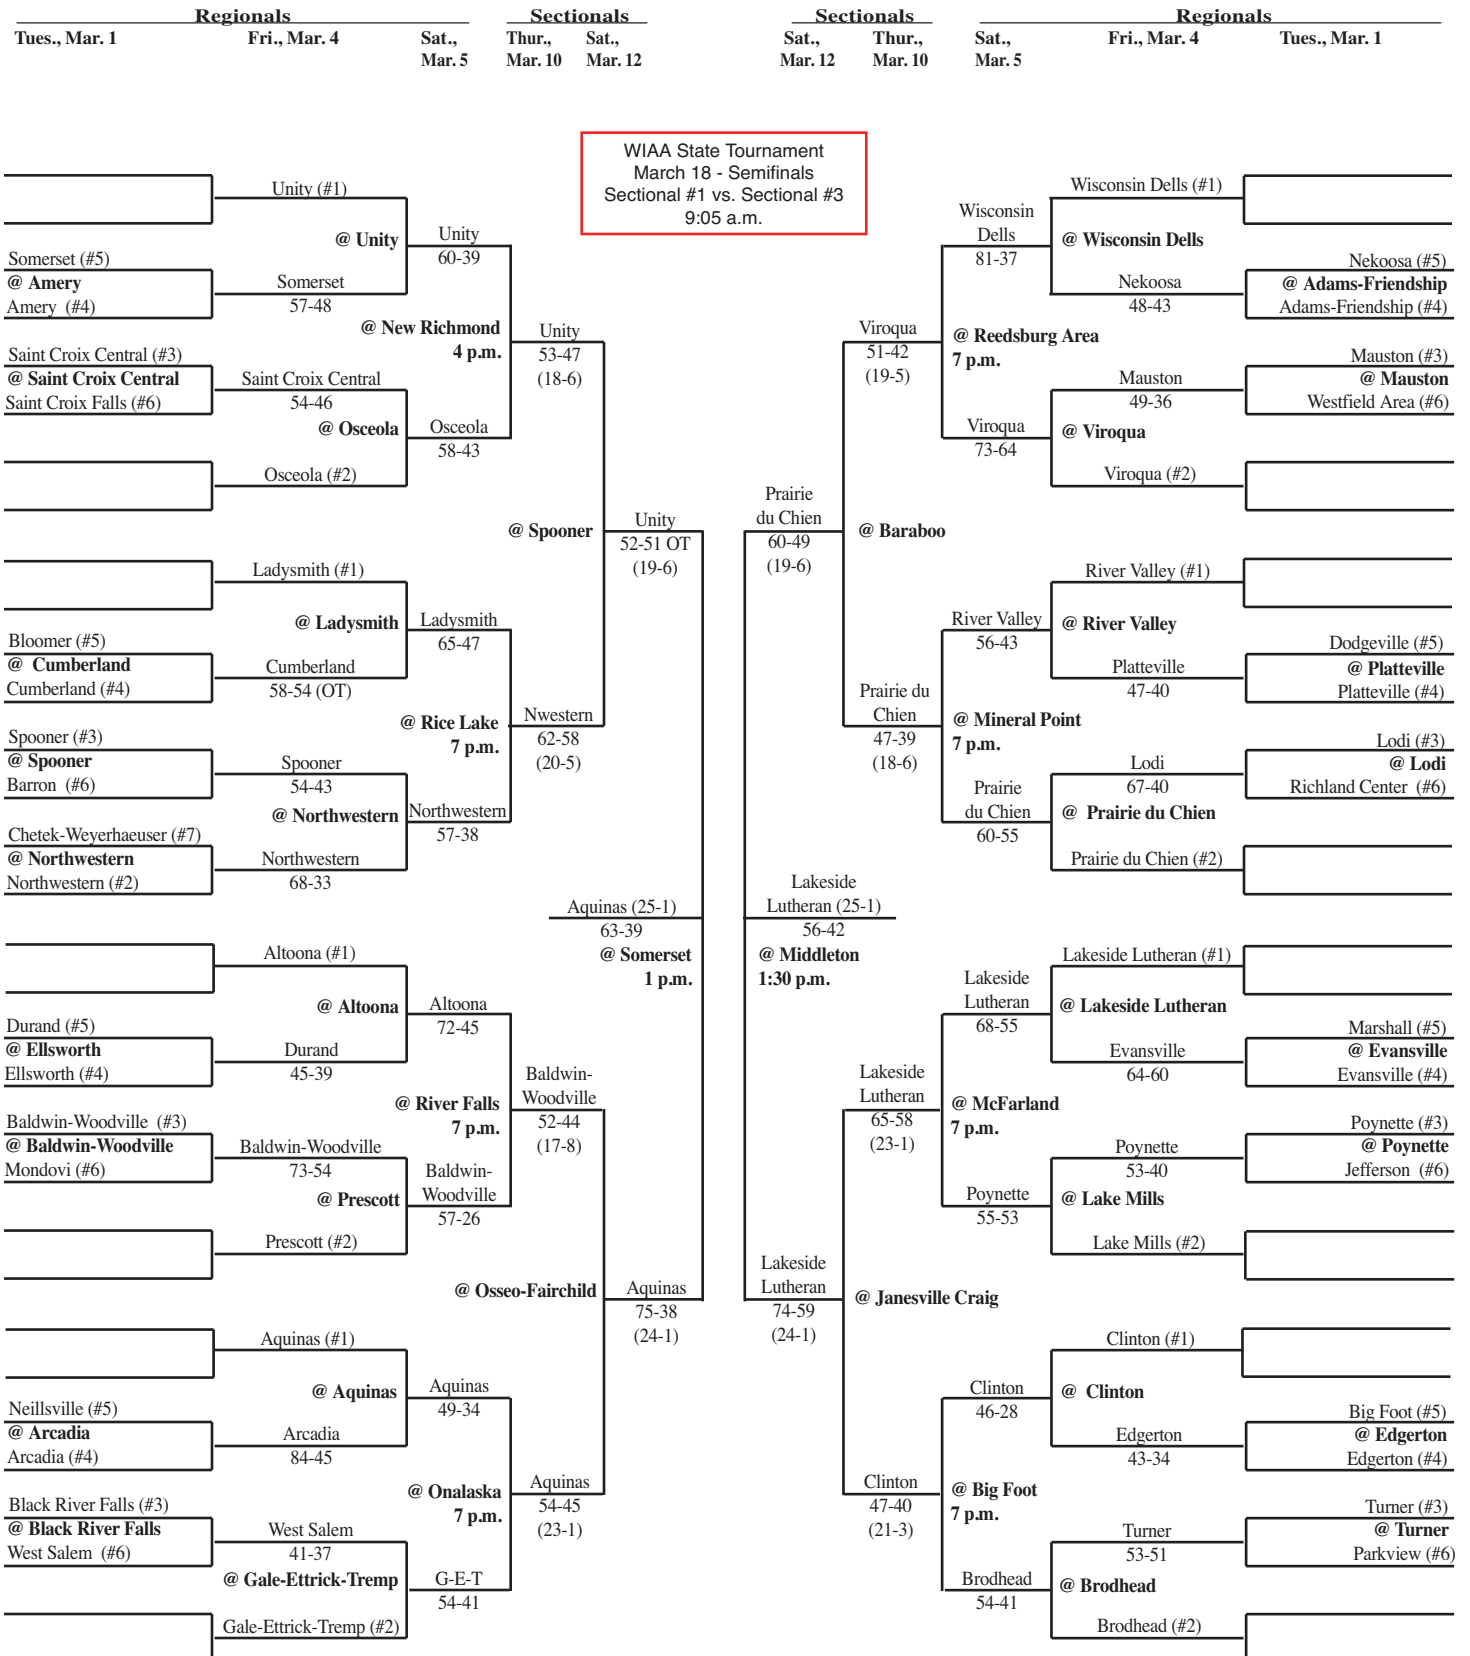 Regionals
Sectionals
Sectionals
Regionals
Tues., Mar. 1
Fri., Mar. 4
Sat.,
Mar. 5
Thur.,
Mar. 10
Sat.,
Mar. 12
Sat.,
Mar. 12
Thur.,
Mar. 10
Sat.,
Mar. 5
Fri., Mar. 4
Tues., Mar. 1
WIAA State Tournament
March 18 - Semifinals
Sectional #1 vs. Sectional #3
9:05 a.m.
Unity (#1)
@ Unity
Unity
60-39
Somerset (#5)
@ Amery
Amery (#4)
Somerset
57-48
@ New Richmond
4 p.m.
Unity
53-47
(18-6)
Saint Croix Central (#3)
@ Saint Croix Central
Saint Croix Falls (#6)
Saint Croix Central
54-46
@ Osceola
Osceola
58-43
Osceola (#2)
@ Spooner
Unity
52-51 OT
(19-6)
Ladysmith (#1)
@ Ladysmith
Ladysmith
65-47
Bloomer (#5)
@ Cumberland
Cumberland (#4)
Cumberland
58-54 (OT)
@ Rice Lake
7 p.m.
Nwestern
62-58
(20-5)
Spooner (#3)
@ Spooner
Barron (#6)
Spooner
54-43
@ Northwestern
Northwestern
57-38
Chetek-Weyerhaeuser (#7)
@ Northwestern
Northwestern (#2)
Northwestern
68-33
Aquinas (25-1)
63-39
@ Somerset
1 p.m.
Altoona (#1)
@ Altoona
Altoona
72-45
Durand (#5)
@ Ellsworth
Ellsworth (#4)
Durand
45-39
@ River Falls
7 p.m.
Baldwin-
Woodville
52-44
(17-8)
Baldwin-Woodville (#3)
@ Baldwin-Woodville
Mondovi (#6)
Baldwin-Woodville
73-54
@ Prescott
Baldwin-
Woodville
57-26
Prescott (#2)
@ Osseo-Fairchild
Aquinas
75-38
(24-1)
Aquinas (#1)
@ Aquinas
Aquinas
49-34
Neillsville (#5)
@ Arcadia
Arcadia (#4)
Arcadia
84-45
@ Onalaska
7 p.m.
Aquinas
54-45
(23-1)
Black River Falls (#3)
@ Black River Falls
West Salem (#6)
West Salem
41-37
@ Gale-Ettrick-Tremp
G-E-T
54-41
Gale-Ettrick-Tremp (#2)
Wisconsin Dells (#1)
Wisconsin
Dells
81-37
@ Wisconsin Dells
Nekoosa (#5)
@ Adams-Friendship
Adams-Friendship (#4)
Nekoosa
48-43
Viroqua
51-42
(19-5)
@ Reedsburg Area
7 p.m.
Mauston (#3)
@ Mauston
Westfield Area (#6)
Mauston
49-36
Viroqua
73-64
@ Viroqua
Viroqua (#2)
Prairie
du Chien
60-49
(19-6)
@ Baraboo
River Valley (#1)
River Valley
56-43
@ River Valley
Dodgeville (#5)
@ Platteville
Platteville (#4)
Platteville
47-40
Prairie du
Chien
47-39
(18-6)
@ Mineral Point
7 p.m.
Lodi (#3)
@ Lodi
Richland Center (#6)
Lodi
67-40
Prairie
du Chien
60-55
@ Prairie du Chien
Prairie du Chien (#2)
Lakeside
Lutheran (25-1)
56-42
@ Middleton
1:30 p.m.
Lakeside Lutheran (#1)
Lakeside
Lutheran
68-55
@ Lakeside Lutheran
Marshall (#5)
@ Evansville
Evansville (#4)
Evansville
64-60
Lakeside
Lutheran
65-58
(23-1)
@ McFarland
7 p.m.
Poynette (#3)
@ Poynette
Jefferson (#6)
Poynette
53-40
Poynette
55-53
@ Lake Mills
Lake Mills (#2)
Lakeside
Lutheran
74-59
(24-1)
@ Janesville Craig
Clinton (#1)
Clinton
46-28
@ Clinton
Big Foot (#5)
@ Edgerton
Edgerton (#4)
Edgerton
43-34
Clinton
47-40
(21-3)
@ Big Foot
7 p.m.
Turner (#3)
@ Turner
Parkview (#6)
Turner
53-51
Brodhead
54-41
@ Brodhead
Brodhead (#2)